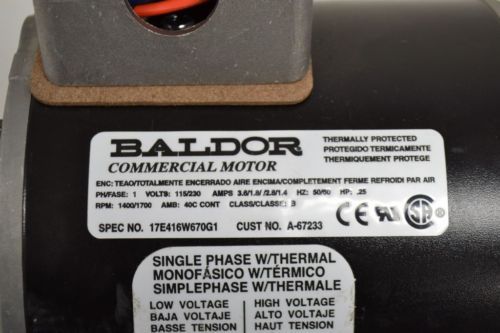 BALDOR
COMMERCIAL MOTOR
THERMALLY PROTECTED
PROTEGIDO TERMICAMENTE
THERMIQUEMENT PROTEGE
ENC: TEAO/TOTALMENTE ENCERRADO AIRE ENCIMA/COMPLETEMENT FERME REFROIDI PAR AIR
PH/FASE: 1 VOLTS: 115/230 AMPS 3.6/1.8/ /2.8/1.4 HZ: 50/60 HP: .25
RPM: 1400/1700 AMB: 40C CONT CLASS/CLASSE: B
SPEC NO. 17E416W670G1 CUST NO. A-67233
CE UR SA
SINGLE PHASE W/THERMAL
MONOFÁSICO W/TÉRMICO
SIMPLEPHASE W/THERMALE
LOW VOLTAGE HIGH VOLTAGE
BAJA VOLTAJE ALTO VOLTAJE
BASSE TENSION HAUT TENSION